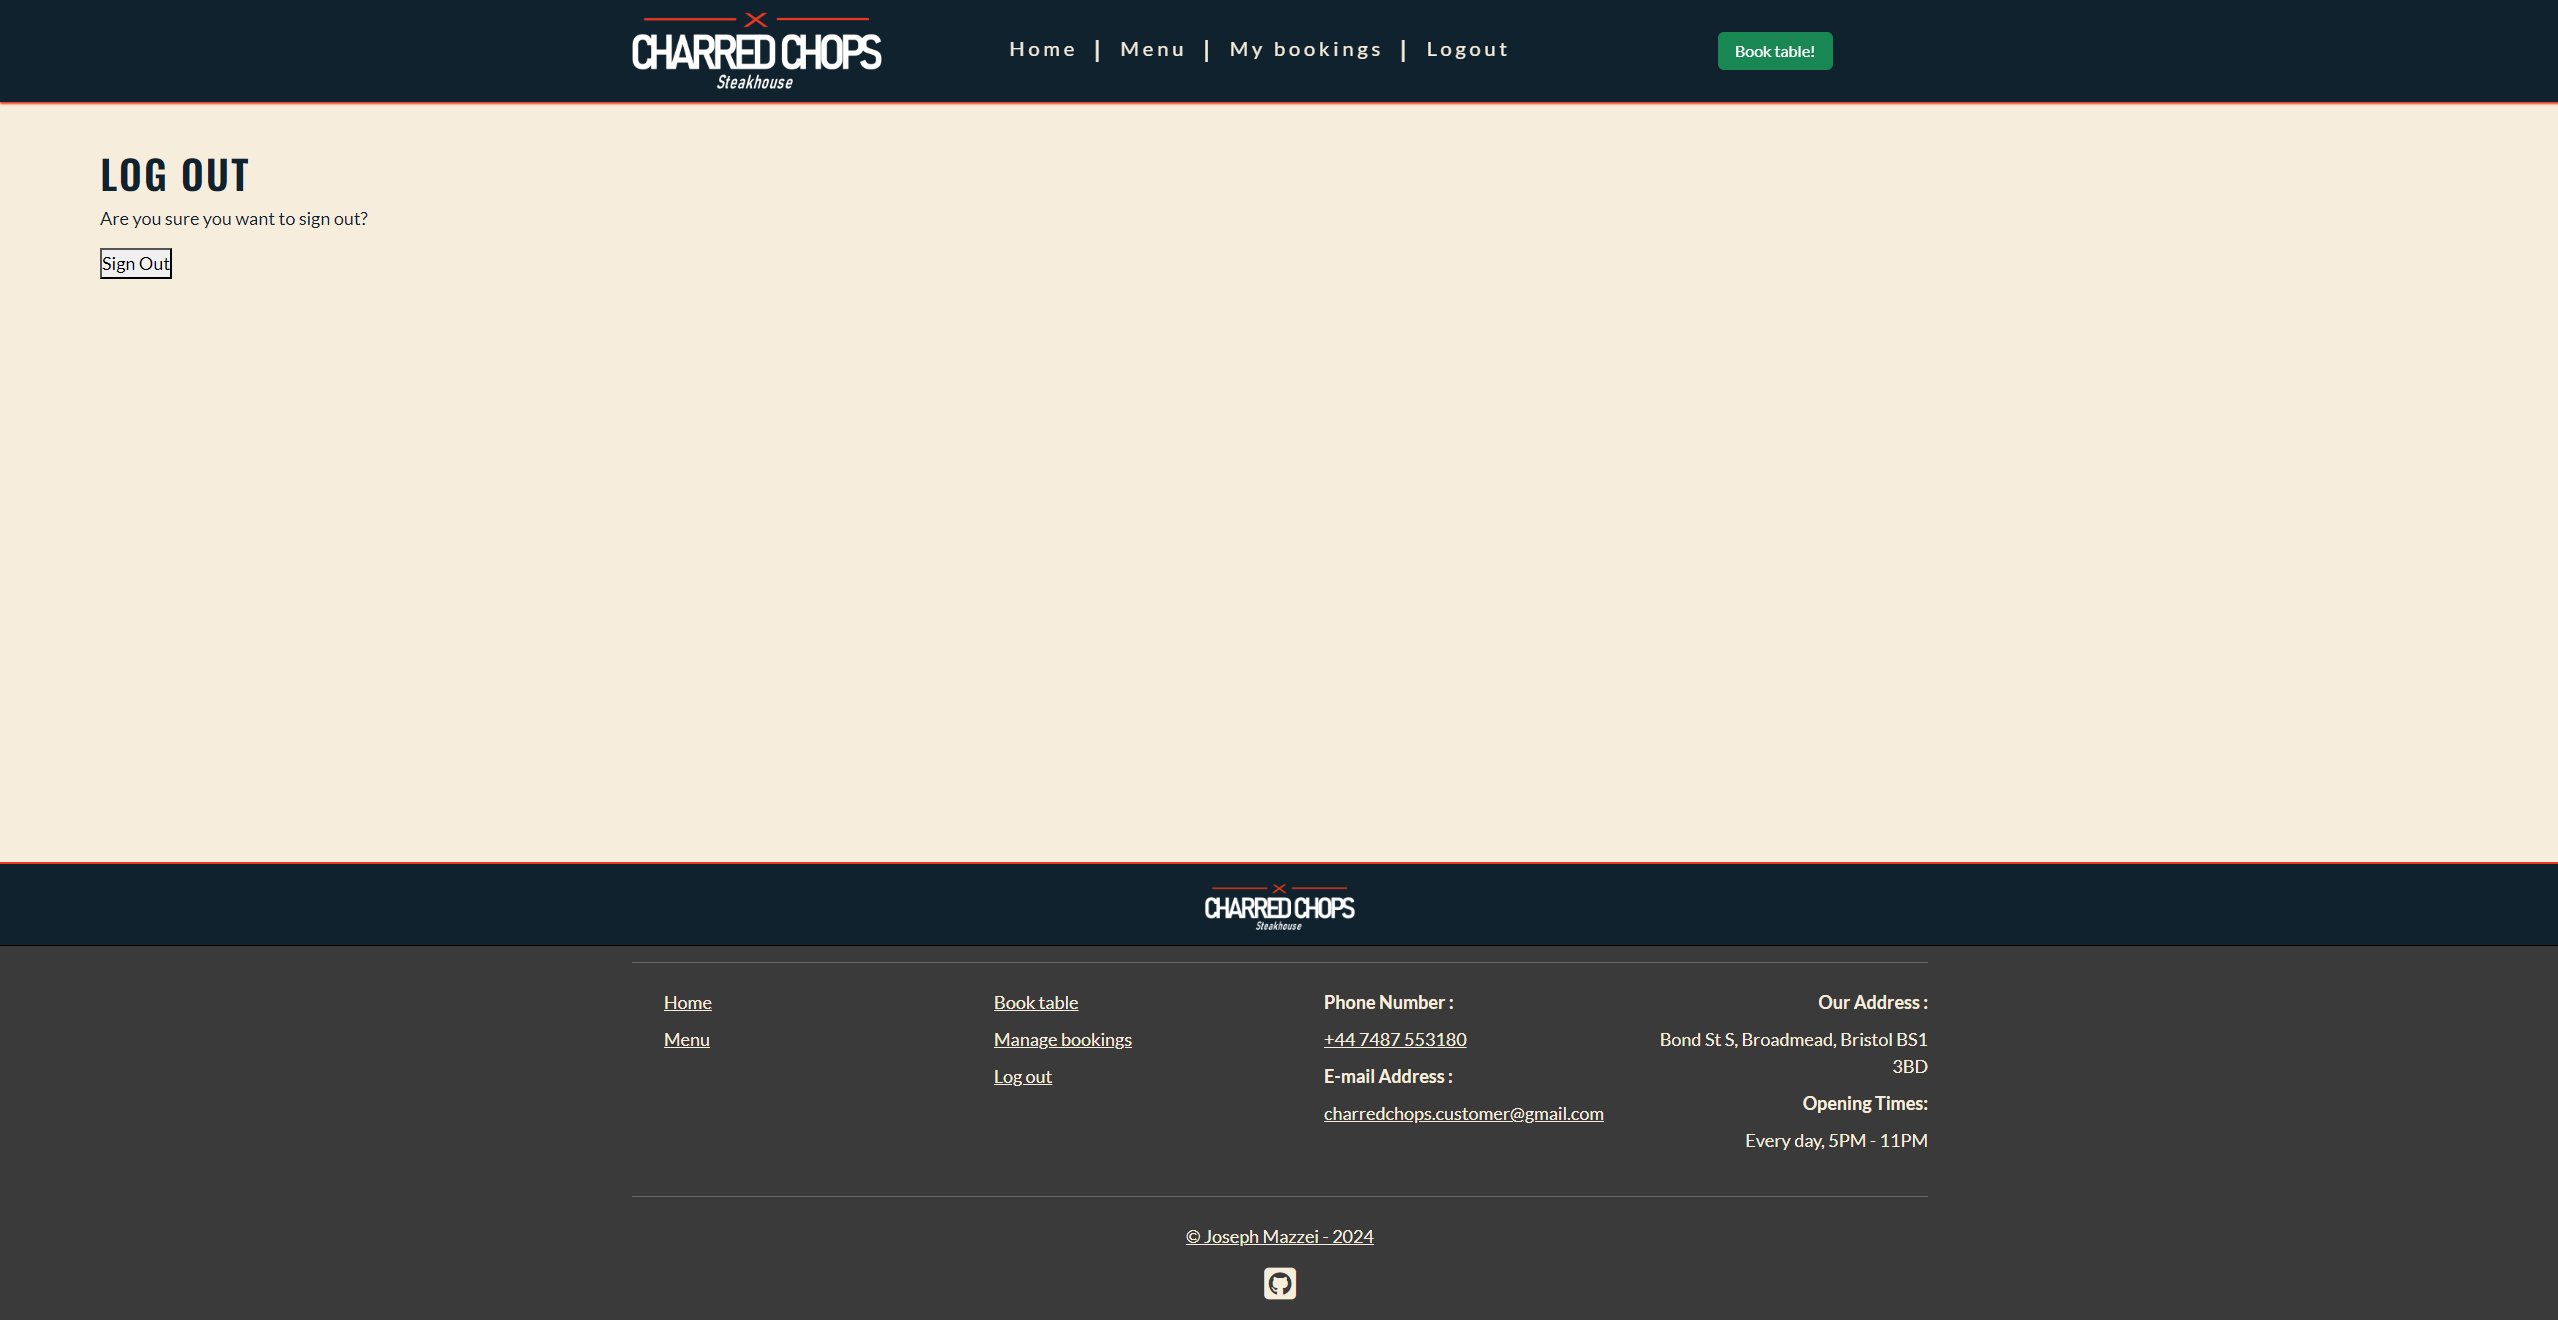 CHARRED CHOPS
Steakhouse
Home | Menu | My bookings | Logout
Book table!
LOG OUT
Are you sure you want to sign out?
Sign Out
CHARRED CHOPS
Steakhouse
Home
Menu
Book table
Manage bookings
Log out
Phone Number :
+44 7487 553180
E-mail Address :
charredchops.customer@gmail.com
Our Address :
Bond St S, Broadmead, Bristol BS1
3BD
Opening Times:
Every day, 5PM - 11PM
© Joseph Mazzei - 2024